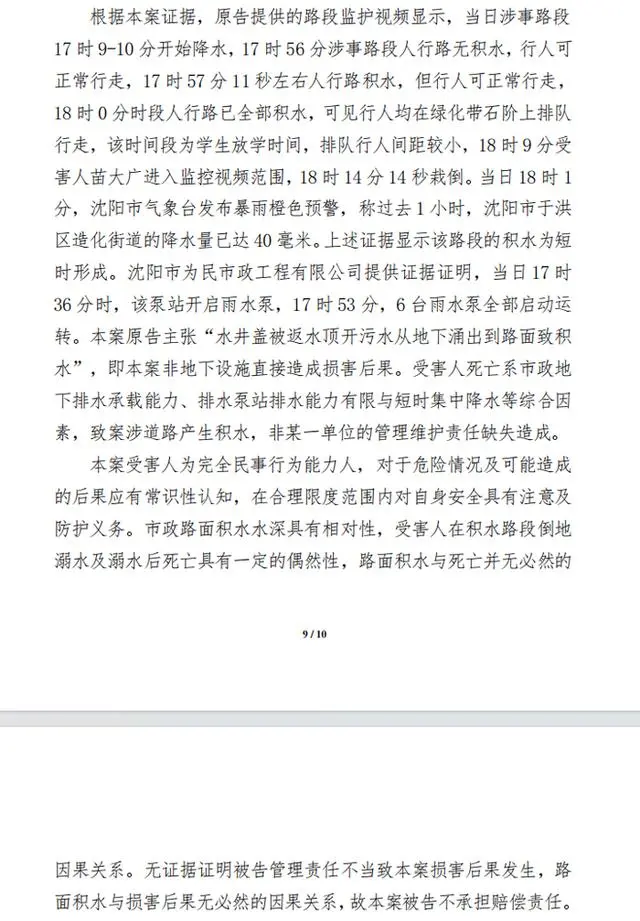 根据本案证据，原告提供的路段监护视频显示，当日涉事路段
17时9-10分开始降水，17时56分涉事路段人行路无积水，行人可
正常行走，17时57分11秒左右人行路积水，但行人可正常行走，
18时0分时段人行路已全部积水，可见行人均在绿化带石阶上排队
行走，该时间段为学生放学时间，排队行人间距较小，18时9分受
害人苗大广进入监控视频范围，18时14分14秒栽倒。当日18时1
分，沈阳市气象台发布暴雨橙色预警，称过去1小时，沈阳市于洪
区造化街道的降水量已达40毫米。上述证据显示该路段的积水为短
时形成。沈阳市为民市政工程有限公司提供证据证明，当日17时
36分时，该泵站开启雨水泵，17时53分，6台雨水泵全部启动运
转。本案原告主张“水井盖被返水顶开污水从地下涌出到路面致积
水”，即本案非地下设施直接造成损害后果。受害人死亡系市政地
下排水承载能力、排水泵站排水能力有限与短时集中降水等综合因
素，致案涉道路产生积水，非某一单位的管理维护责任缺失造成。
本案受害人为完全民事行为能力人，对于危险情况及可能造成
的后果应有常识性认知，在合理限度范围内对自身安全具有注意及
防护义务。市政路面积水水深具有相对性，受害人在积水路段倒地
溺水及溺水后死亡具有一定的偶然性，路面积水与死亡并无必然的
9 / 10
因果关系。无证据证明被告管理责任不当致本案损害后果发生，路
面积水与损害后果无必然的因果关系，故本案被告不承担赔偿责任。